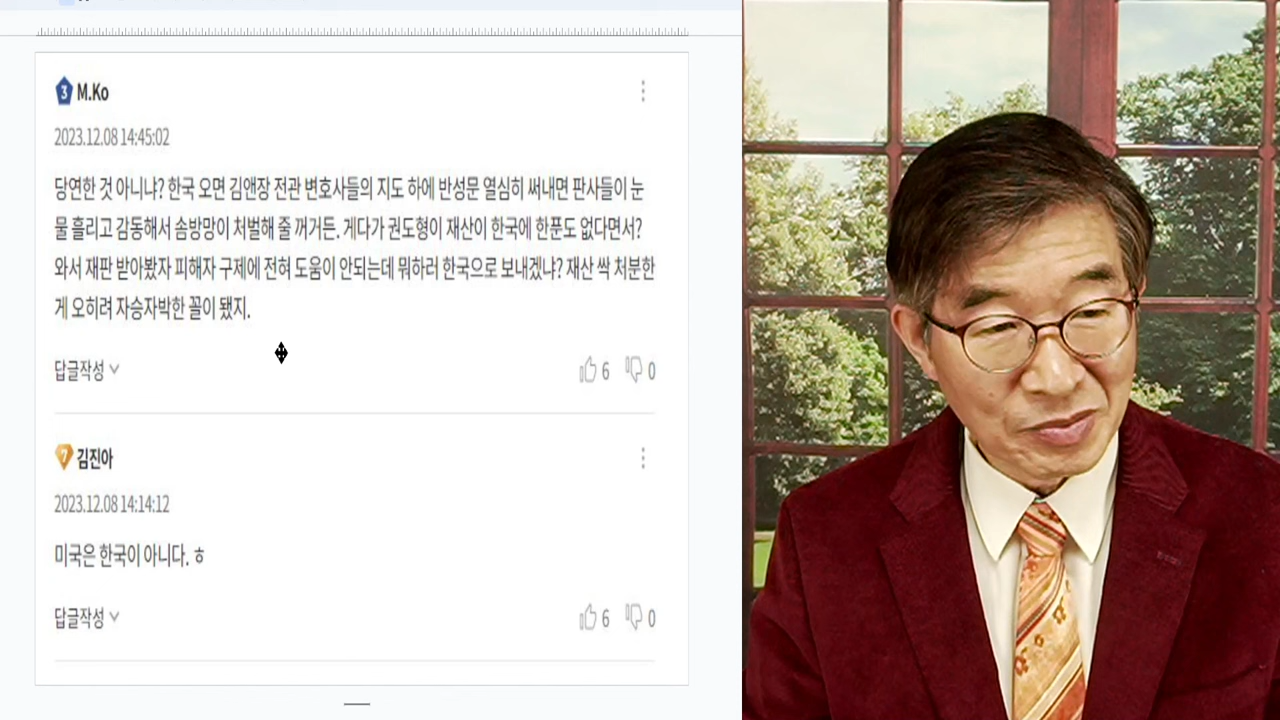 3 M.Ko
2023.12.08 14:45:02
당연한 것 아니냐? 한국 오면 김앤장 전관 변호사들의 지도 하에 반성문 열심히 써내면 판사들이 눈
물 흘리고 감동해서 솜방망이 처벌해 줄 꺼거든. 게다가 권도형이 재산이 한국에 한푼도 없다면서?
와서 재판 받아봤자 피해자 구제에 전혀 도움이 안되는데 뭐하러 한국으로 보내겠냐? 재산 싹 처분한
게 오히려 자승자박한 꼴이 됐지.
답글작성 6 0
7 김진아
2023.12.08 14:14:12
미국은 한국이 아니다. ㅎ
답글작성 6 0